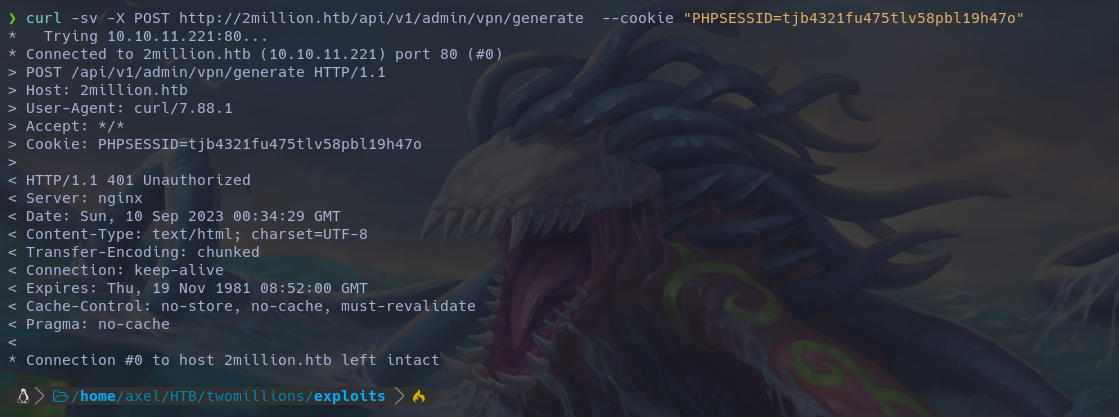 ❯ curl -sv -X POST http://2million.htb/api/v1/admin/vpn/generate  --cookie "PHPSESSID=tjb4321fu475tlv58pbl19h47o"
*   Trying 10.10.11.221:80...
* Connected to 2million.htb (10.10.11.221) port 80 (#0)
> POST /api/v1/admin/vpn/generate HTTP/1.1
> Host: 2million.htb
> User-Agent: curl/7.88.1
> Accept: */*
> Cookie: PHPSESSID=tjb4321fu475tlv58pbl19h47o
>
< HTTP/1.1 401 Unauthorized
< Server: nginx
< Date: Sun, 10 Sep 2023 00:34:29 GMT
< Content-Type: text/html; charset=UTF-8
< Transfer-Encoding: chunked
< Connection: keep-alive
< Expires: Thu, 19 Nov 1981 08:52:00 GMT
< Cache-Control: no-store, no-cache, must-revalidate
< Pragma: no-cache
<
* Connection #0 to host 2million.htb left intact
/home/axel/HTB/twomillions/exploits